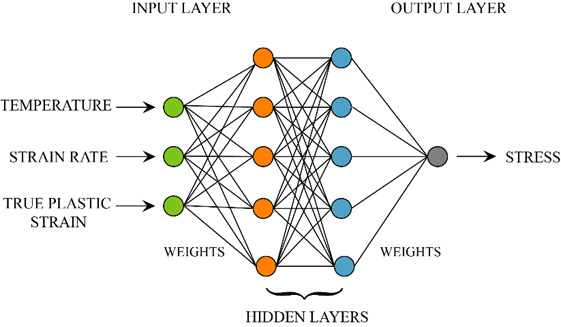 INPUT LAYER
OUTPUT LAYER
TEMPERATURE
STRAIN RATE
STRESS
TRUE PLASTIC
STRAIN
WEIGHTS
WEIGHTS
HIDDEN LAYERS